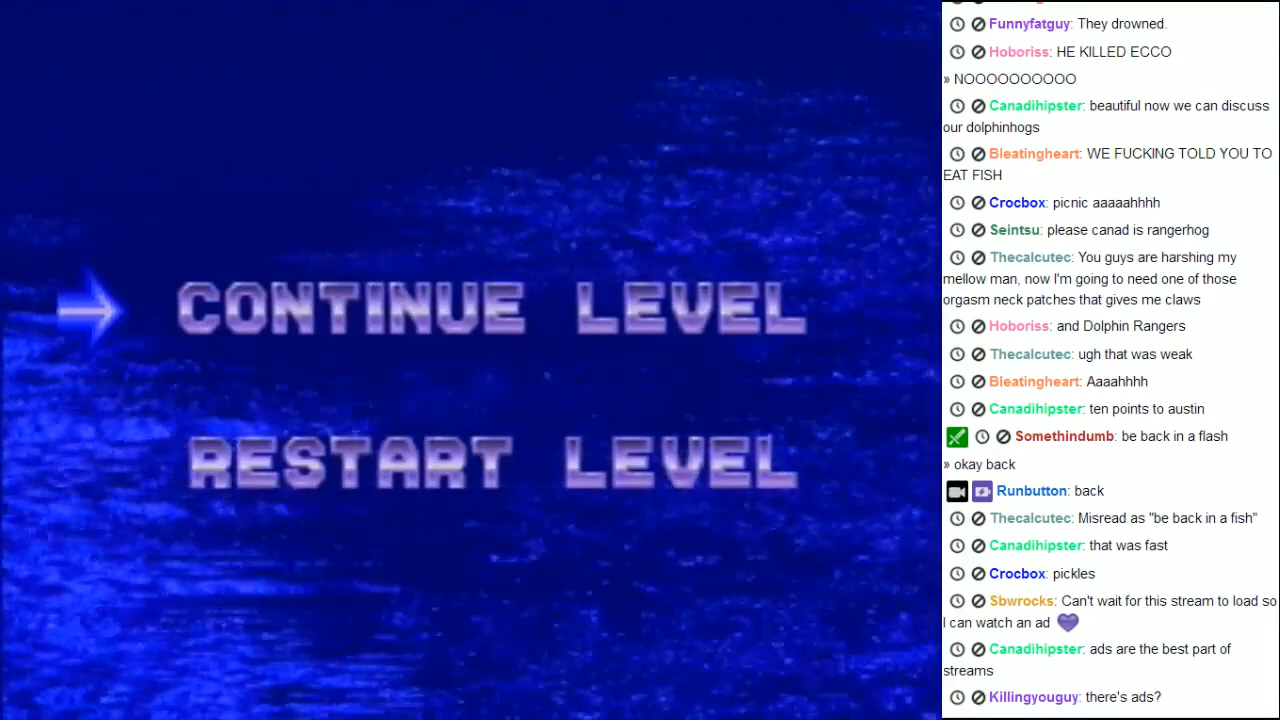 CONTINUE LEVEL
RESTART LEVEL
Funnyfatguy: They drowned.
Hoboriss: HE KILLED ECCO
» NOOOOOOOOOO
Canadihipster: beautiful now we can discuss
our dolphinhogs
Bleatingheart: WE FUCKING TOLD YOU TO
EAT FISH
Crocbox: picnic aaaaahhhh
Seintsu: please canad is rangerhog
Thecalcutec: You guys are harshing my
mellow man, now I'm going to need one of those
orgasm neck patches that gives me claws
Hoboriss: and Dolphin Rangers
Thecalcutec: ugh that was weak
Bleatingheart: Aaaahhhh
Canadihipster: ten points to austin
Somethindumb: be back in a flash
» okay back
Runbutton: back
Thecalcutec: Misread as "be back in a fish"
Canadihipster: that was fast
Crocbox: pickles
Sbwrocks: Can't wait for this stream to load so
I can watch an ad
Canadihipster: ads are the best part of
streams
Killingyouguy: there's ads?